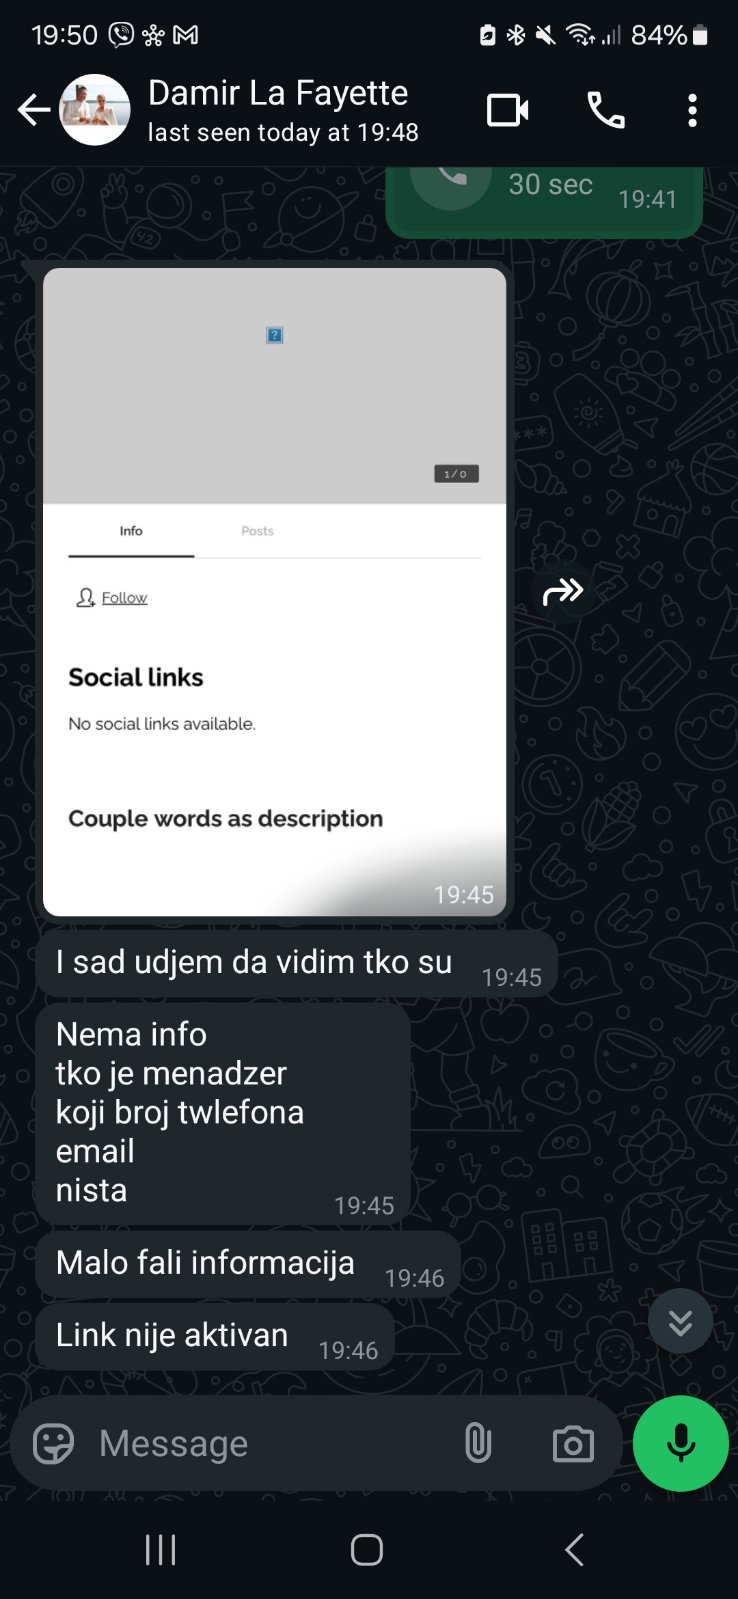 19:50
84%
Damir La Fayette
last seen today at 19:48
30 sec
19:41
?
1/0
Info
Posts
Follow
Social links
No social links available.
Couple words as description
19:45
I sad udjem da vidim tko su
19:45
Nema info
tko je menadzer
koji broj twlefona
email
nista
19:45
Malo fali informacija
19:46
Link nije aktivan
19:46
Message